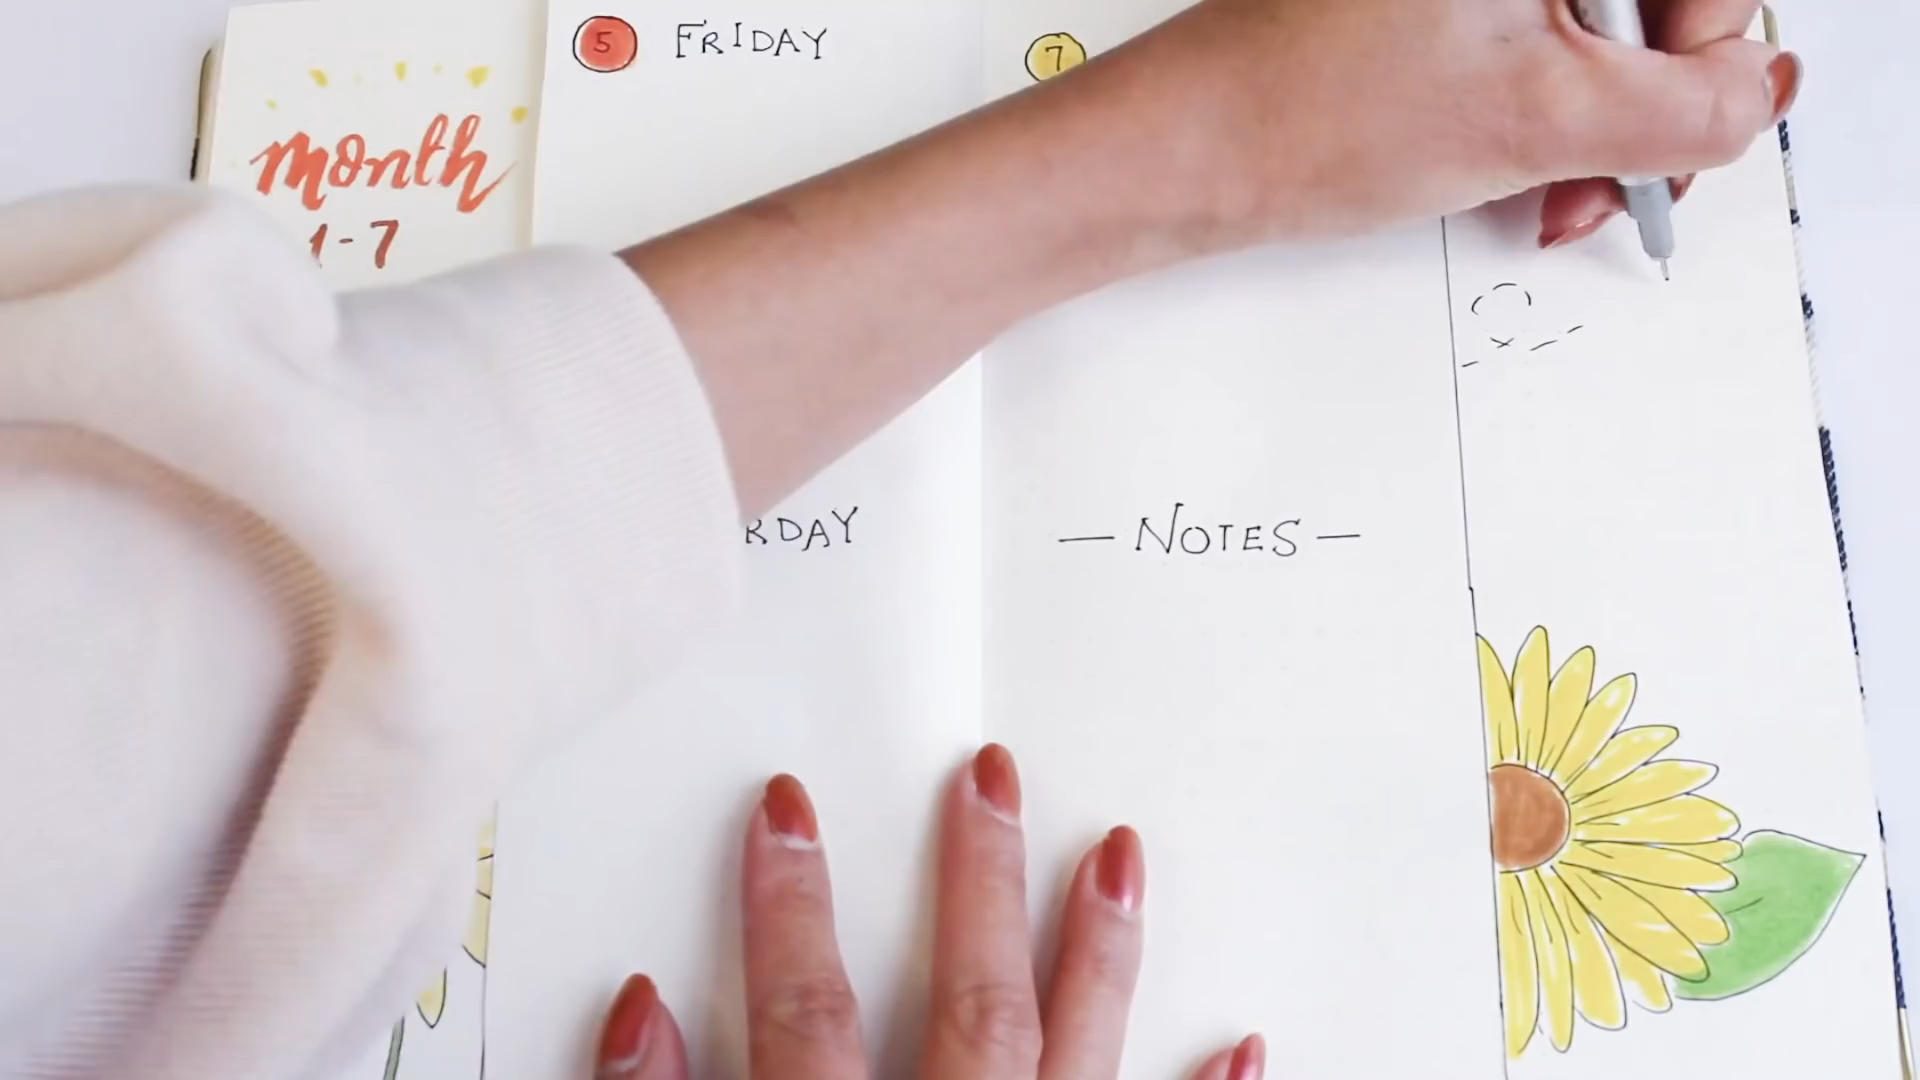 month
1-7
5 FRIDAY
RDAY
7
— NOTES —